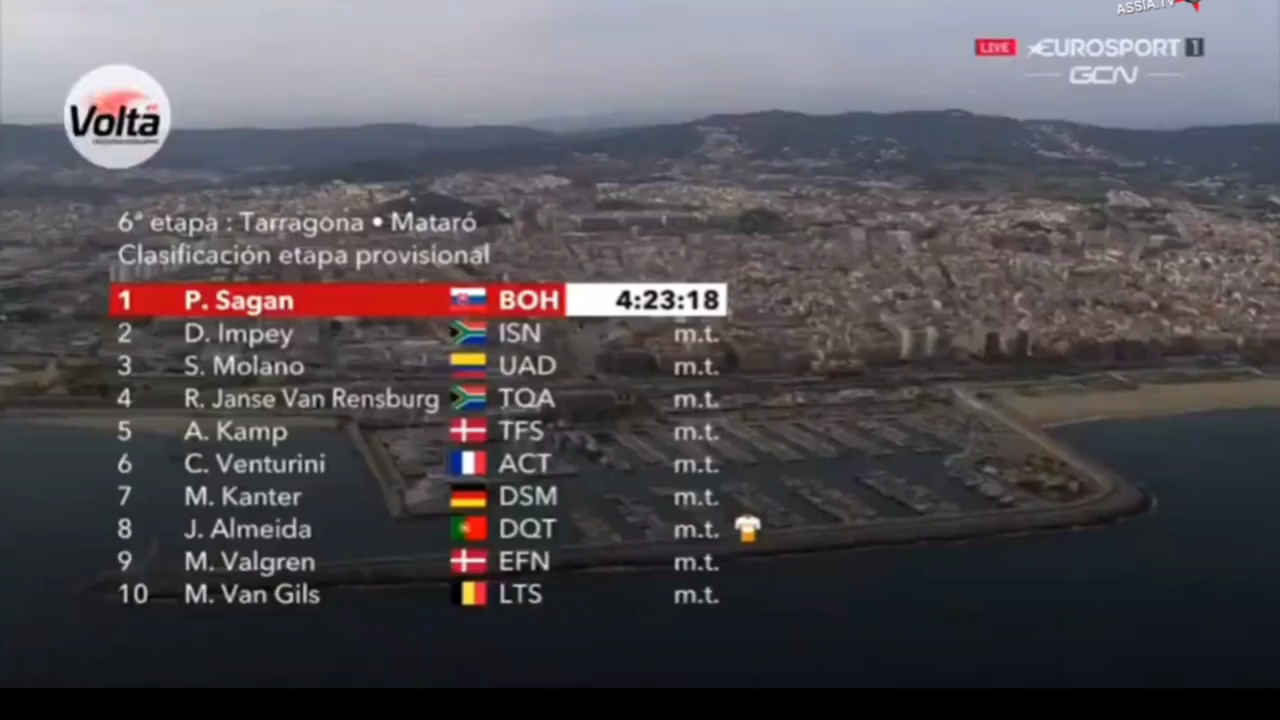 ASSIA.TV
LIVE EUROSPORT 1
GCN
Volta
6ª etapa : Tarragona • Mataró
Clasificación etapa provisional
1 P. Sagan BOH 4:23:18
2 D. Impey ISN m.t.
3 S. Molano UAD m.t.
4 R. Janse Van Rensburg TQA m.t.
5 A. Kamp TFS m.t.
6 C. Venturini ACT m.t.
7 M. Kanter DSM m.t.
8 J. Almeida DQT m.t.
9 M. Valgren EFN m.t.
10 M. Van Gils LTS m.t.